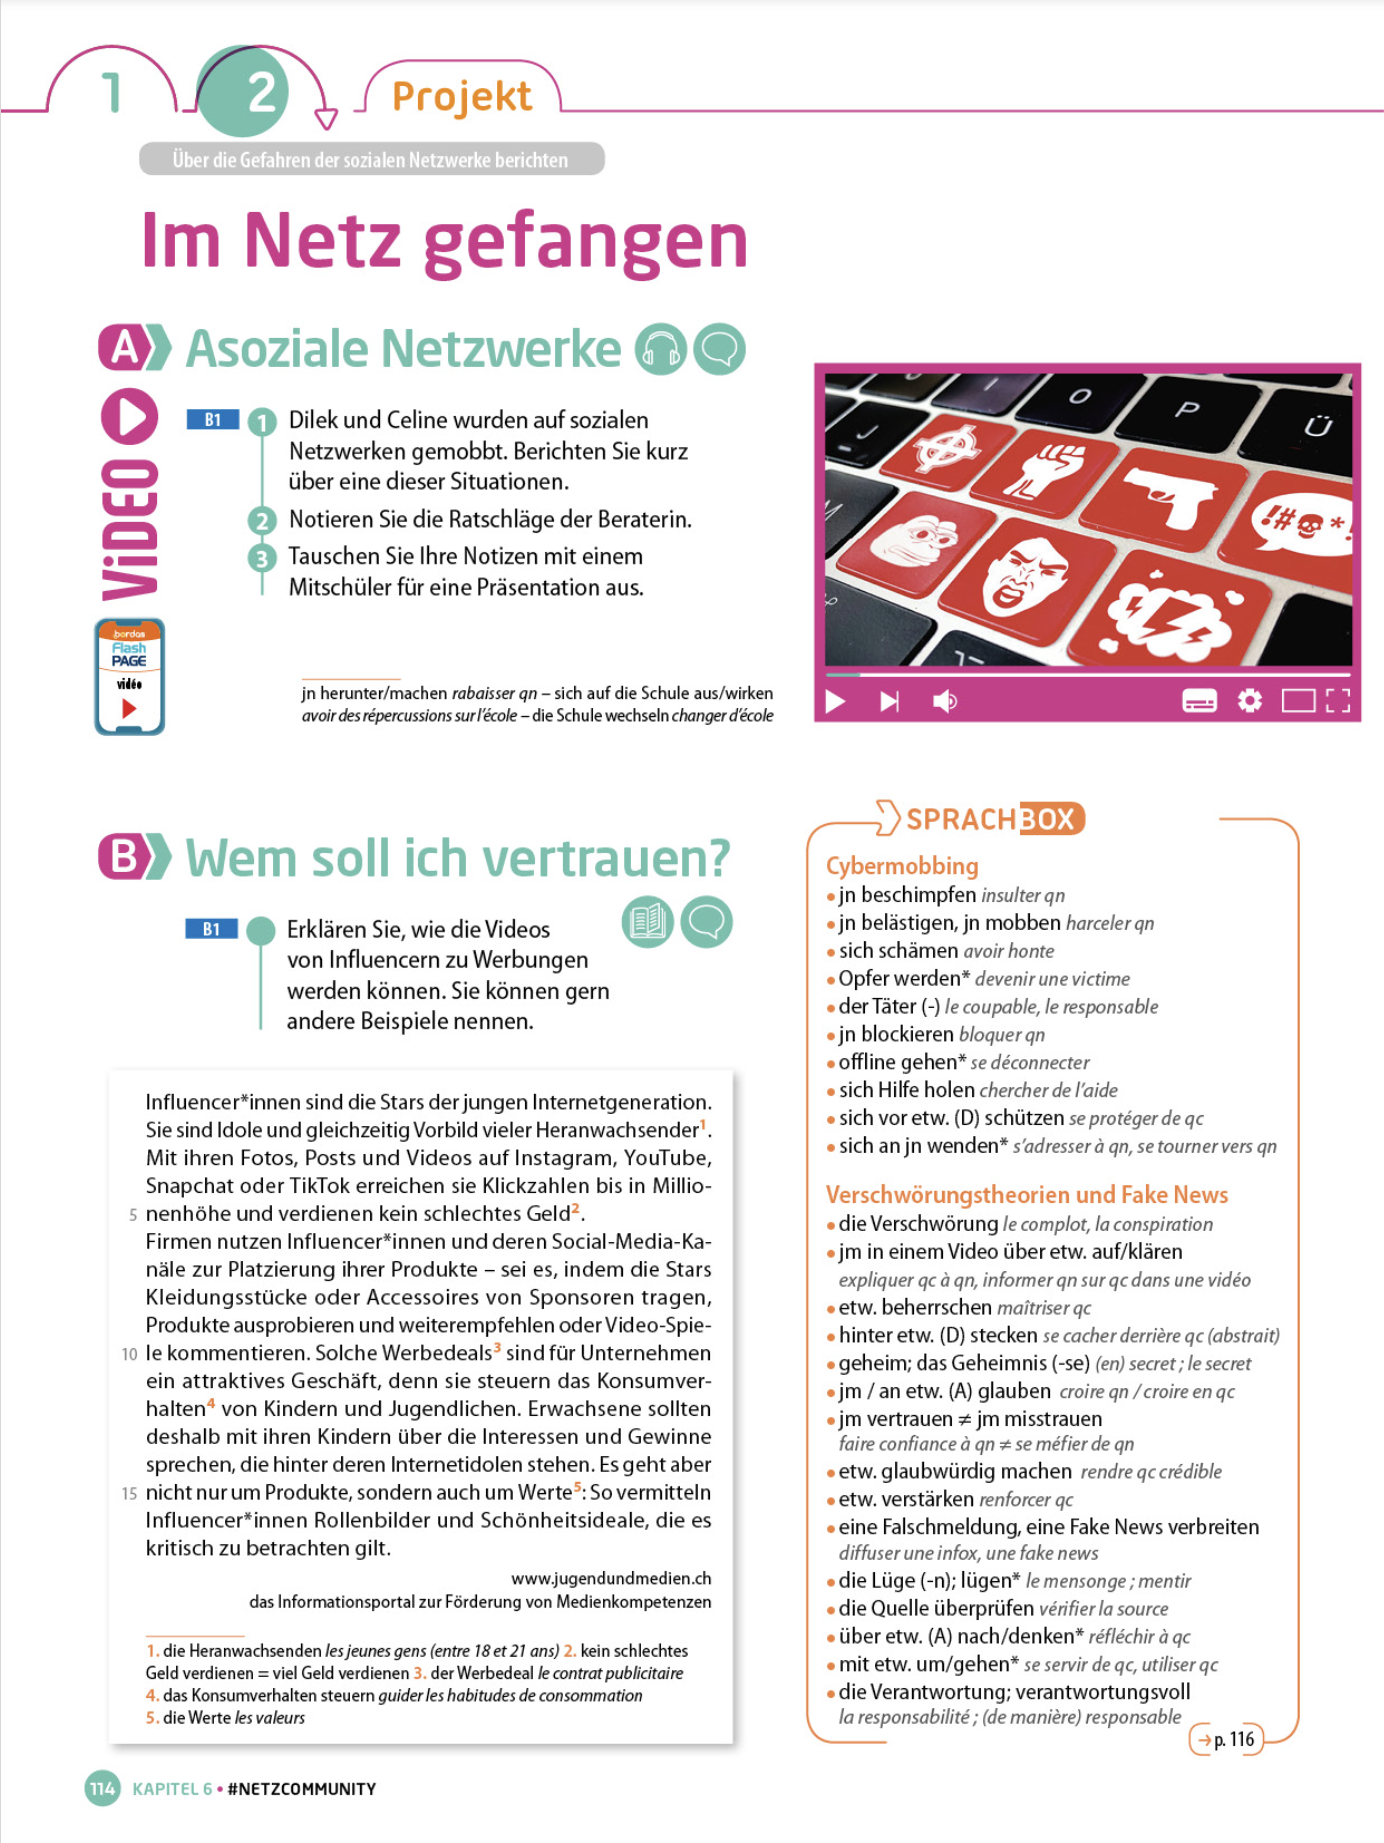 1
2
Projekt
Über die Gefahren der sozialen Netzwerke berichten
Im Netz gefangen
A
Asoziale Netzwerke
ViDEO
bordas
Flash
PAGE
vidéo
B1
1 Dilek und Celine wurden auf sozialen
Netzwerken gemobbt. Berichten Sie kurz
über eine dieser Situationen.
2 Notieren Sie die Ratschläge der Beraterin.
3 Tauschen Sie Ihre Notizen mit einem
Mitschüler für eine Präsentation aus.
jn herunter/machen rabaisser qn – sich auf die Schule aus/wirken
avoir des répercussions sur l'école – die Schule wechseln changer d'école
J
I
O
P
Ü
!#*!
B
Wem soll ich vertrauen?
B1
Erklären Sie, wie die Videos
von Influencern zu Werbungen
werden können. Sie können gern
andere Beispiele nennen.
Influencer*innen sind die Stars der jungen Internetgeneration.
Sie sind Idole und gleichzeitig Vorbild vieler Heranwachsender1.
Mit ihren Fotos, Posts und Videos auf Instagram, YouTube,
Snapchat oder TikTok erreichen sie Klickzahlen bis in Millio-
5 nenhöhe und verdienen kein schlechtes Geld2.
Firmen nutzen Influencer*innen und deren Social-Media-Ka-
näle zur Platzierung ihrer Produkte – sei es, indem die Stars
Kleidungsstücke oder Accessoires von Sponsoren tragen,
Produkte ausprobieren und weiterempfehlen oder Video-Spie-
10 le kommentieren. Solche Werbedeals3 sind für Unternehmen
ein attraktives Geschäft, denn sie steuern das Konsumver-
halten4 von Kindern und Jugendlichen. Erwachsene sollten
deshalb mit ihren Kindern über die Interessen und Gewinne
sprechen, die hinter deren Internetidolen stehen. Es geht aber
15 nicht nur um Produkte, sondern auch um Werte5: So vermitteln
Influencer*innen Rollenbilder und Schönheitsideale, die es
kritisch zu betrachten gilt.
www.jugendundmedien.ch
das Informationsportal zur Förderung von Medienkompetenzen
1. die Heranwachsenden les jeunes gens (entre 18 et 21 ans) 2. kein schlechtes
Geld verdienen = viel Geld verdienen 3. der Werbedeal le contrat publicitaire
4. das Konsumverhalten steuern guider les habitudes de consommation
5. die Werte les valeurs
SPRACHBOX
Cybermobbing
• jn beschimpfen insulter qn
• jn belästigen, jn mobben harceler qn
• sich schämen avoir honte
• Opfer werden* devenir une victime
• der Täter (-) le coupable, le responsable
• jn blockieren bloquer qn
• offline gehen* se déconnecter
• sich Hilfe holen chercher de l'aide
• sich vor etw. (D) schützen se protéger de qc
• sich an jn wenden* s'adresser à qn, se tourner vers qn
Verschwörungstheorien und Fake News
• die Verschwörung le complot, la conspiration
• jm in einem Video über etw. auf/klären
expliquer qc à qn, informer qn sur qc dans une vidéo
• etw. beherrschen maîtriser qc
• hinter etw. (D) stecken se cacher derrière qc (abstrait)
• geheim; das Geheimnis (-se) (en) secret ; le secret
• jm / an etw. (A) glauben croire qn / croire en qc
• jm vertrauen ≠ jm misstrauen
faire confiance à qn ≠ se méfier de qn
• etw. glaubwürdig machen rendre qc crédible
• etw. verstärken renforcer qc
• eine Falschmeldung, eine Fake News verbreiten
diffuser une infox, une fake news
• die Lüge (-n); lügen* le mensonge ; mentir
• die Quelle überprüfen vérifier la source
• über etw. (A) nach/denken* réfléchir à qc
• mit etw. um/gehen* se servir de qc, utiliser qc
• die Verantwortung; verantwortungsvoll
la responsabilité ; (de manière) responsable
→ p. 116
114 KAPITEL 6 • #NETZCOMMUNITY